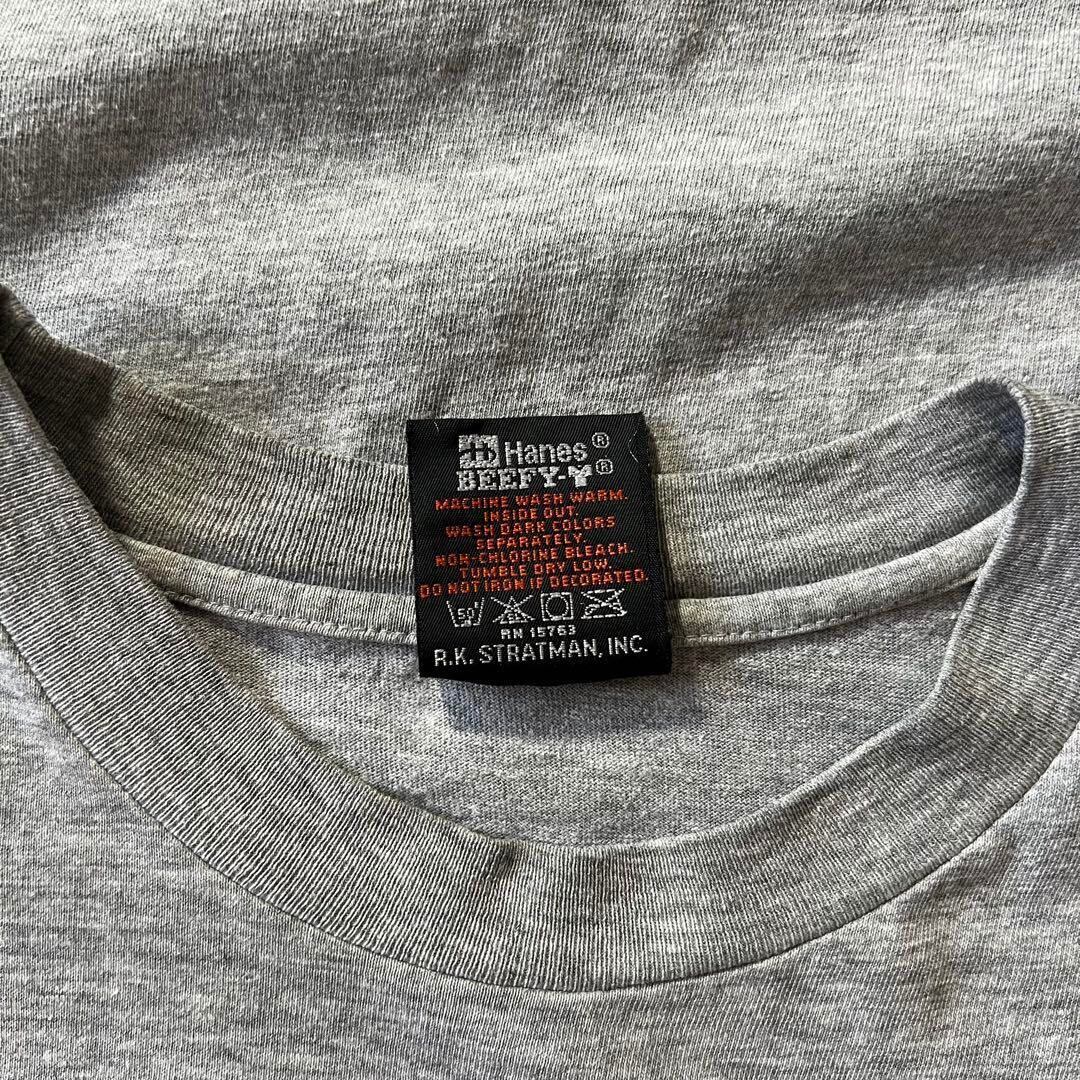 Hanes®
BEEFY-T®
MACHINE WASH WARM.
INSIDE OUT.
WASH DARK COLORS
SEPARATELY.
NON-CHLORINE BLEACH.
TUMBLE DRY LOW.
DO NOT IRON IF DECORATED.
50°
RN 15763
R.K. STRATMAN, INC.